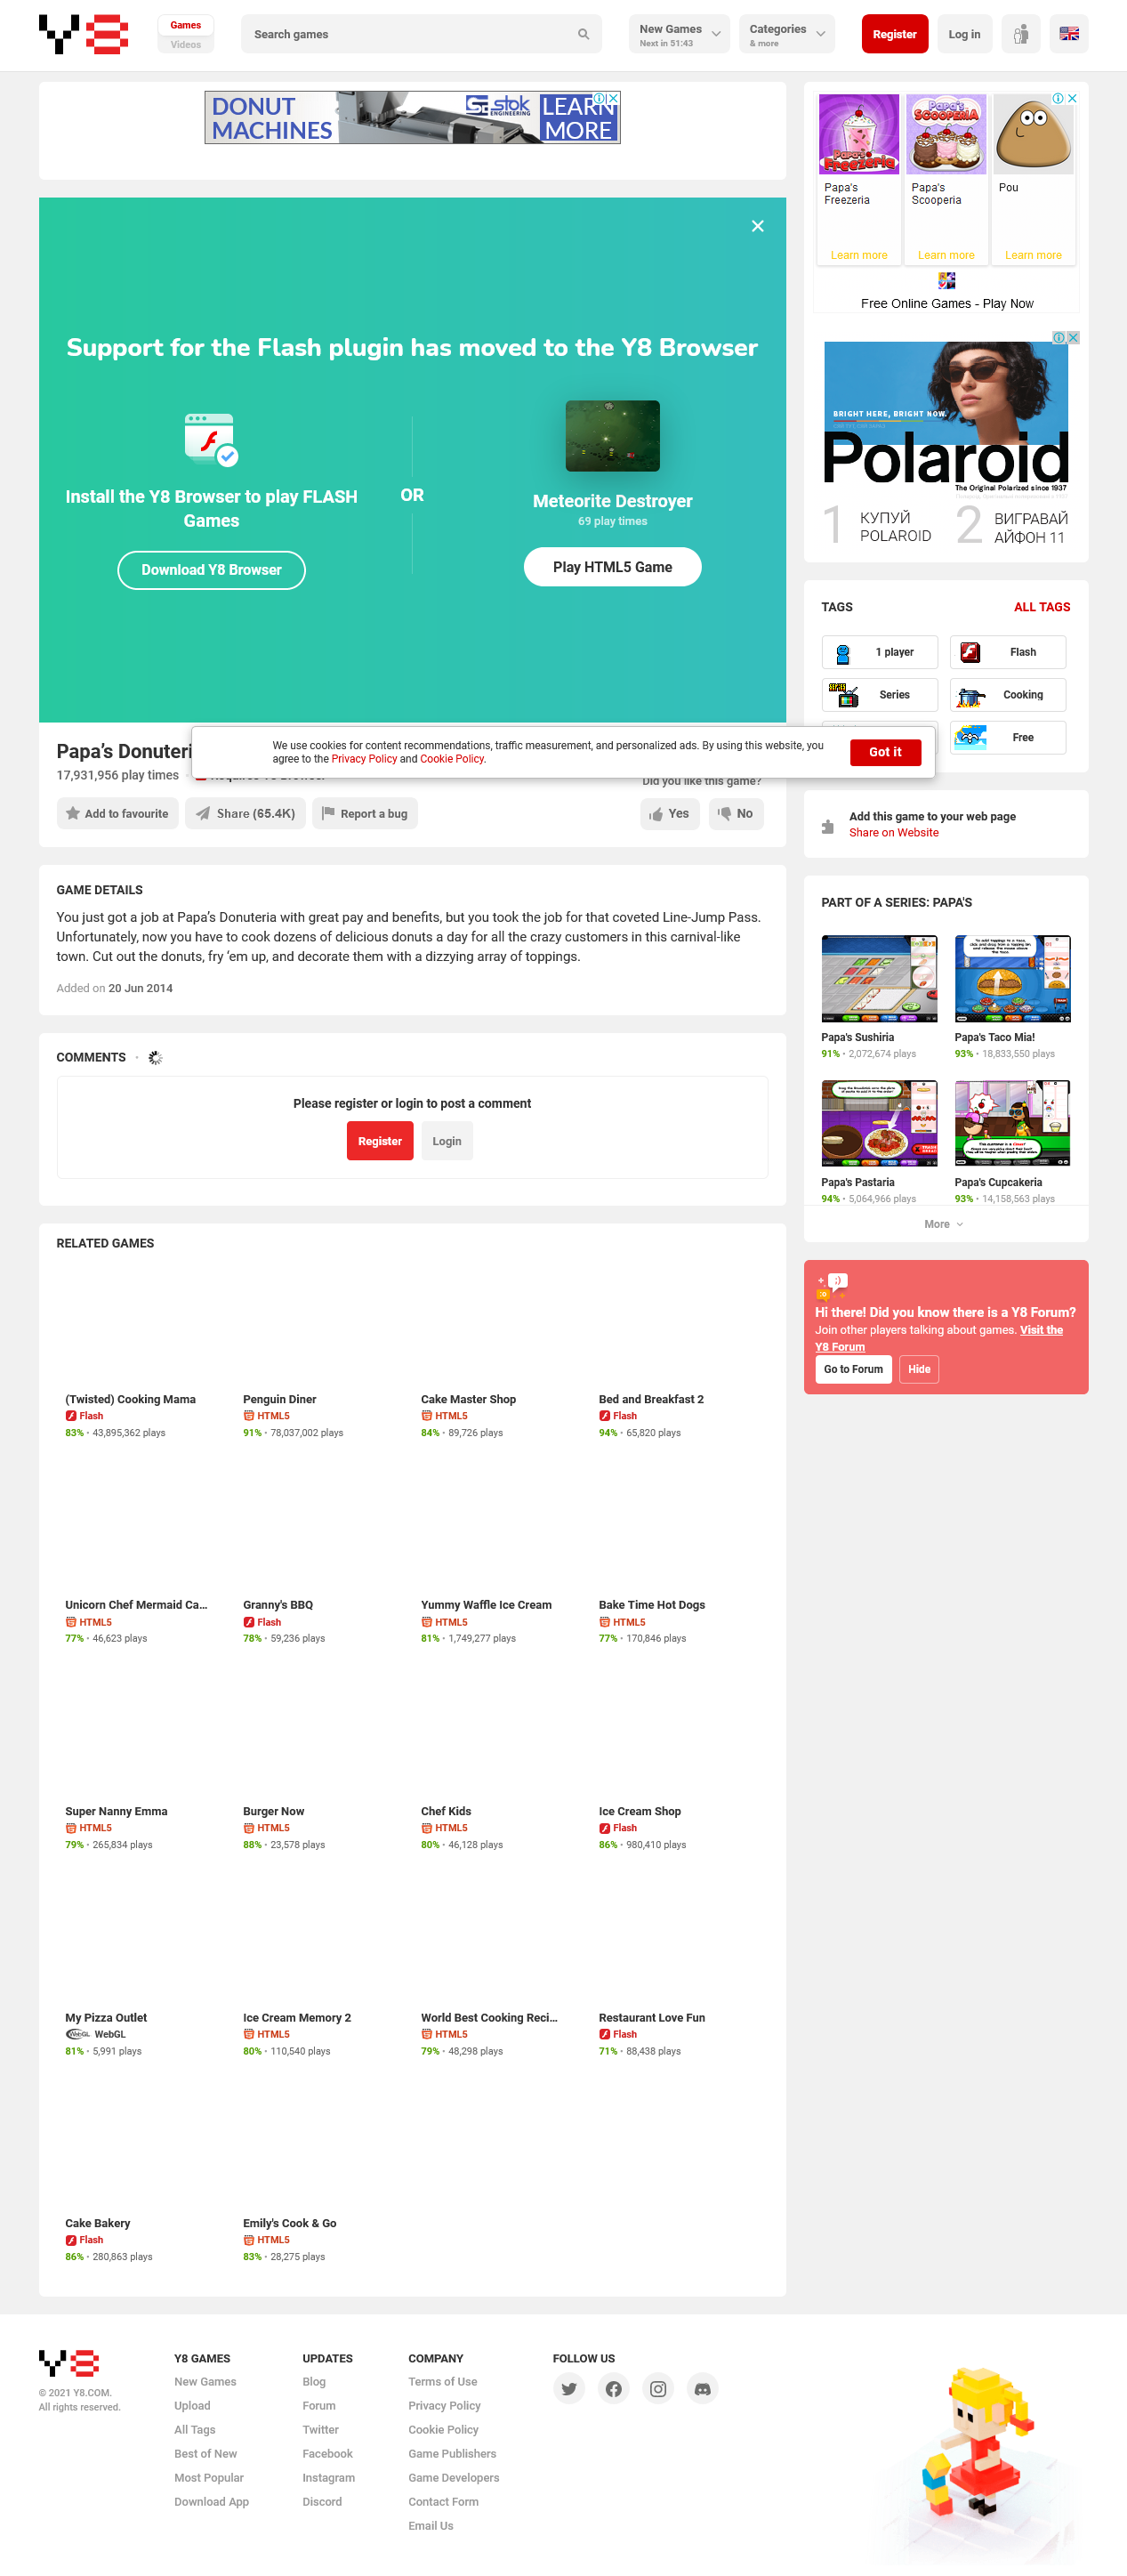 Y8
Games
Videos
Search games
New Games
Next in 51:43
Categories
& more
Register
Log in
DONUT
MACHINES
stok
ENGINEERING
LEARN
MORE
Papa's
Freezeria
Learn more
Papa's
Scooperia
Learn more
Pou
Learn more
Free Online Games - Play Now
Support for the Flash plugin has moved to the Y8 Browser
Install the Y8 Browser to play FLASH
Games
Download Y8 Browser
OR
Meteorite Destroyer
69 play times
Play HTML5 Game
BRIGHT HERE, BRIGHT NOW.
Polaroid
The Original Polarized since 1937
1 КУПУЙ
POLAROID
2 ВИГРАВАЙ
АЙФОН 11
TAGS
ALL TAGS
1 player
Flash
Series
Cooking
Free
Papa’s Donuteri
17,931,956 play times
We use cookies for content recommendations, traffic measurement, and personalized ads. By using this website, you
agree to the Privacy Policy and Cookie Policy.
Got it
Did you like this game?
Add to favourite
Share (65.4K)
Report a bug
Yes
No
Add this game to your web page
Share on Website
GAME DETAILS
You just got a job at Papa’s Donuteria with great pay and benefits, but you took the job for that coveted Line-Jump Pass.
Unfortunately, now you have to cook dozens of delicious donuts a day for all the crazy customers in this carnival-like
town. Cut out the donuts, fry ’em up, and decorate them with a dizzying array of toppings.
Added on 20 Jun 2014
PART OF A SERIES: PAPA'S
Papa's Sushiria
91% • 2,072,674 plays
Papa's Taco Mia!
93% • 18,833,550 plays
Papa's Pastaria
94% • 5,064,966 plays
Papa's Cupcakeria
93% • 14,158,563 plays
More
COMMENTS •
Please register or login to post a comment
Register
Login
Hi there! Did you know there is a Y8 Forum?
Join other players talking about games. Visit the
Y8 Forum
Go to Forum
Hide
RELATED GAMES
(Twisted) Cooking Mama
Flash
83% • 43,895,362 plays
Penguin Diner
HTML5
91% • 78,037,002 plays
Cake Master Shop
HTML5
84% • 89,726 plays
Bed and Breakfast 2
Flash
94% • 65,820 plays
Unicorn Chef Mermaid Ca...
HTML5
77% • 46,623 plays
Granny's BBQ
Flash
78% • 59,236 plays
Yummy Waffle Ice Cream
HTML5
81% • 1,749,277 plays
Bake Time Hot Dogs
HTML5
77% • 170,846 plays
Super Nanny Emma
HTML5
79% • 265,834 plays
Burger Now
HTML5
88% • 23,578 plays
Chef Kids
HTML5
80% • 46,128 plays
Ice Cream Shop
Flash
86% • 980,410 plays
My Pizza Outlet
WebGL
81% • 5,991 plays
Ice Cream Memory 2
HTML5
80% • 110,540 plays
World Best Cooking Reci...
HTML5
79% • 48,298 plays
Restaurant Love Fun
Flash
71% • 88,438 plays
Cake Bakery
Flash
86% • 280,863 plays
Emily's Cook & Go
HTML5
83% • 28,275 plays
Y8
© 2021 Y8.COM.
All rights reserved.
Y8 GAMES
New Games
Upload
All Tags
Best of New
Most Popular
Download App
UPDATES
Blog
Forum
Twitter
Facebook
Instagram
Discord
COMPANY
Terms of Use
Privacy Policy
Cookie Policy
Game Publishers
Game Developers
Contact Form
Email Us
FOLLOW US